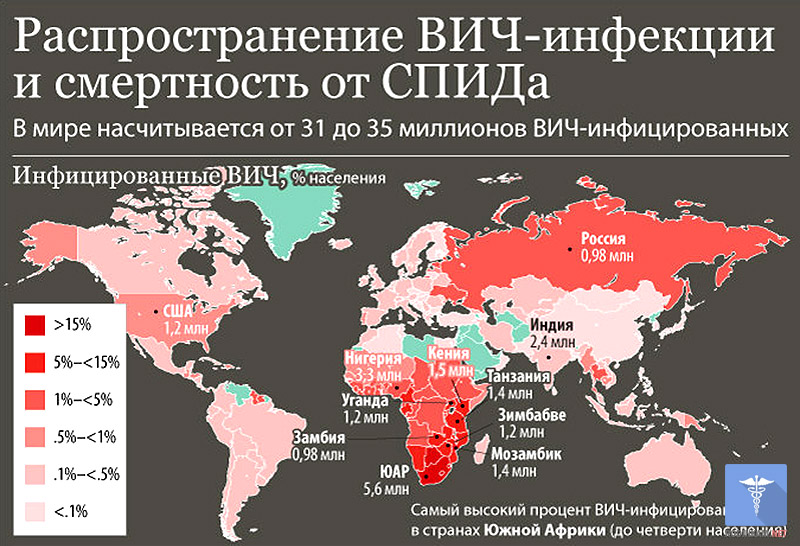 Распространение ВИЧ-инфекции
и смертность от СПИДа
В мире насчитывается от 31 до 35 миллионов ВИЧ-инфицированных
Инфицированные ВИЧ, % населения
Россия
0,98 млн
США
1,2 млн
>15%
5%–<15%
1%–<5%
.5%–<1%
.1%–<.5%
<.1%
Индия
2,4 млн
Нигерия
3,3 млн
Кения
1,5 млн
Танзания
1,4 млн
Уганда
1,2 млн
Зимбабве
1,2 млн
Замбия
0,98 млн
Мозамбик
1,4 млн
ЮАР
5,6 млн
Самый высокий процент ВИЧ-инфицирова
в странах Южной Африки (до четверти населения)